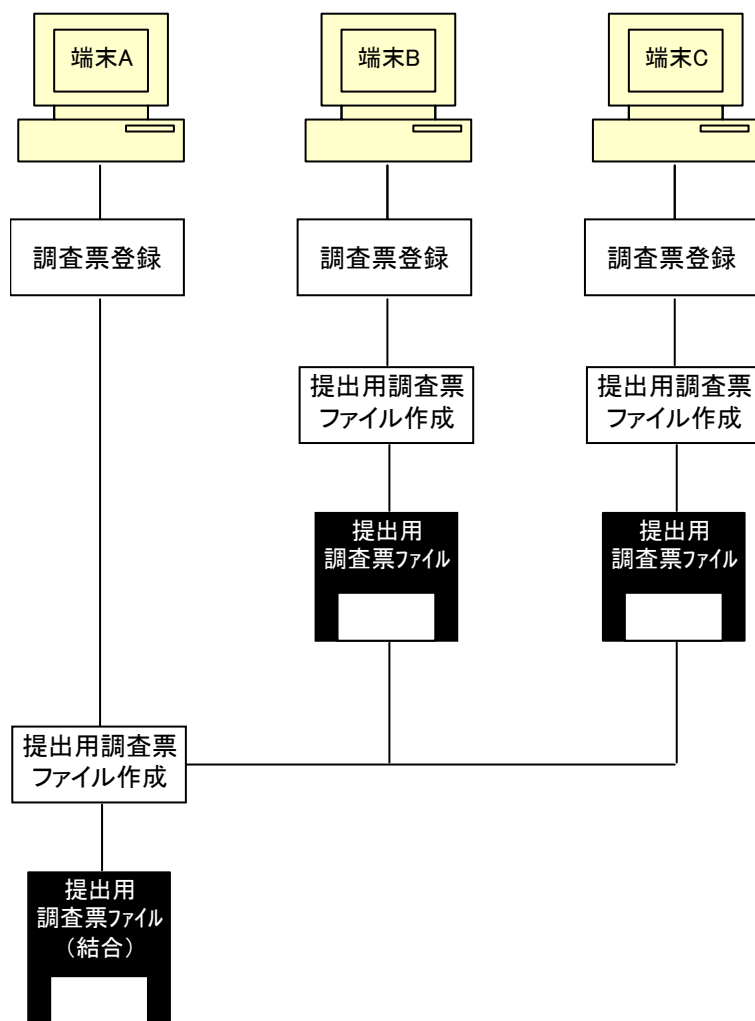 端末A
端末B
端末C
調査票登録
調査票登録
調査票登録
提出用調査票
ファイル作成
提出用調査票
ファイル作成
提出用
調査票ファイル
提出用
調査票ファイル
提出用調査票
ファイル作成
提出用
調査票ファイル
（結合）